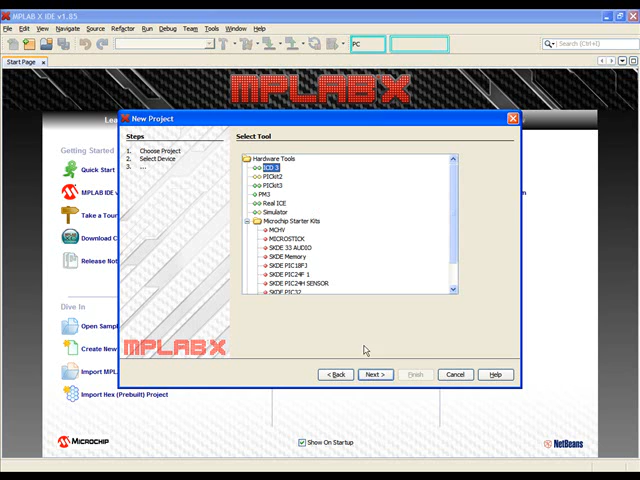 MPLAB X IDE v1.85
File Edit View Navigate Source Refactor Run Debug Team Tools Window Help
PC
Search (Ctrl+I)
Start Page
MPLABX
Lea
Getting Started
Quick Start
MPLAB IDE v
Take a Tour
Download C
Release Not
Dive In
Open Samp
Create New
Import MPL
Import Hex (Prebuilt) Project
New Project
Steps
1. Choose Project
2. Select Device
3. ...
MPLAB X
Select Tool
Hardware Tools
ICD 3
PICkit2
PICkit3
PM3
Real ICE
Simulator
Microchip Starter Kits
MCHV
MICROSTICK
SKDE 33 AUDIO
SKDE Memory
SKDE PIC18FJ
SKDE PIC24F 1
SKDE PIC24H SENSOR
SKDE PIC32
< Back Next > Finish Cancel Help
MICROCHIP
Show On Startup
NetBeans